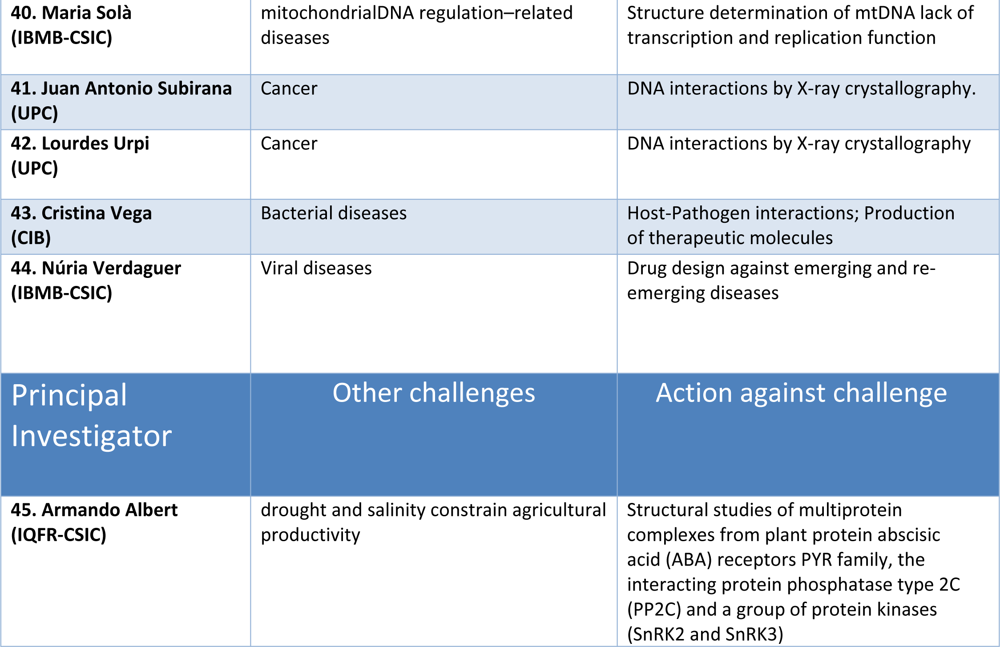 40. Maria Solà
(IBMB-CSIC)
mitochondrialDNA regulation–related
diseases
Structure determination of mtDNA lack of
transcription and replication function
41. Juan Antonio Subirana
(UPC)
Cancer
DNA interactions by X-ray crystallography.
42. Lourdes Urpi
(UPC)
Cancer
DNA interactions by X-ray crystallography
43. Cristina Vega
(CIB)
Bacterial diseases
Host-Pathogen interactions; Production
of therapeutic molecules
44. Núria Verdaguer
(IBMB-CSIC)
Viral diseases
Drug design against emerging and re-
emerging diseases
Principal
Investigator
Other challenges
Action against challenge
45. Armando Albert
(IQFR-CSIC)
drought and salinity constrain agricultural
productivity
Structural studies of multiprotein
complexes from plant protein abscisic
acid (ABA) receptors PYR family, the
interacting protein phosphatase type 2C
(PP2C) and a group of protein kinases
(SnRK2 and SnRK3)